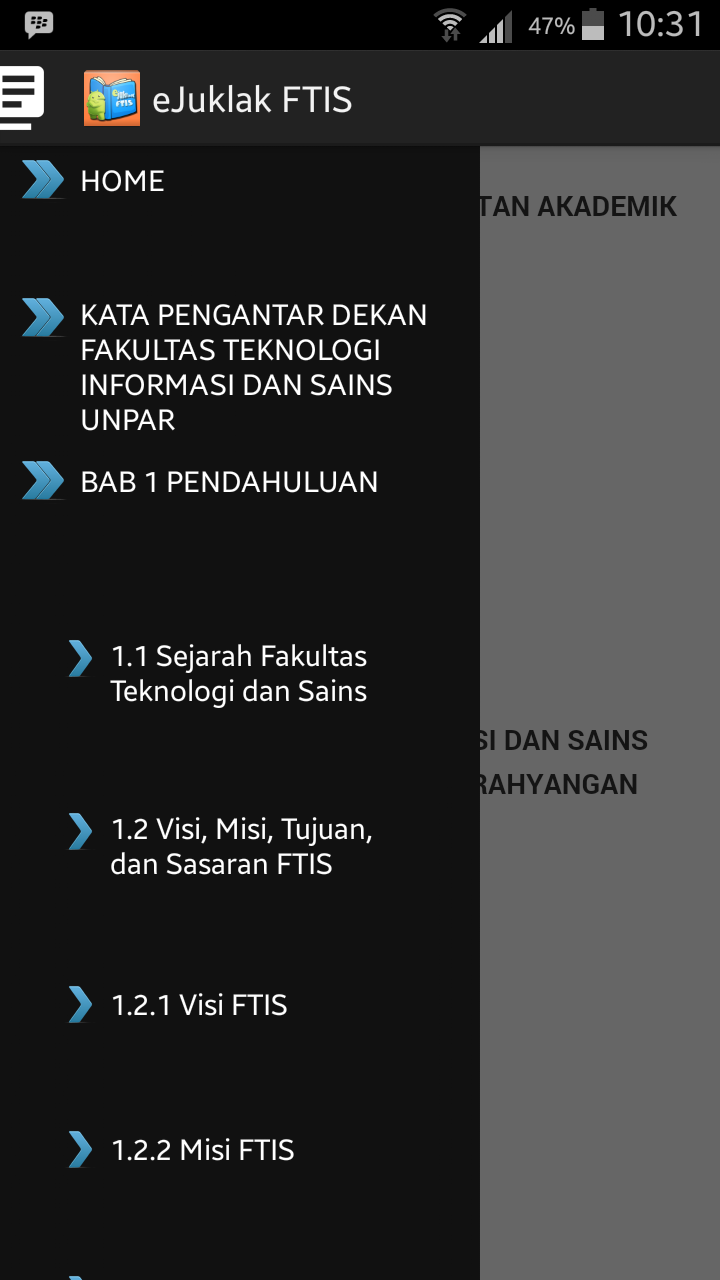 47% 10:31
eJuklak FTIS
HOME
TAN AKADEMIK
KATA PENGANTAR DEKAN
FAKULTAS TEKNOLOGI
INFORMASI DAN SAINS
UNPAR
BAB 1 PENDAHULUAN
1.1 Sejarah Fakultas
Teknologi dan Sains
SI DAN SAINS
RAHYANGAN
1.2 Visi, Misi, Tujuan,
dan Sasaran FTIS
1.2.1 Visi FTIS
1.2.2 Misi FTIS